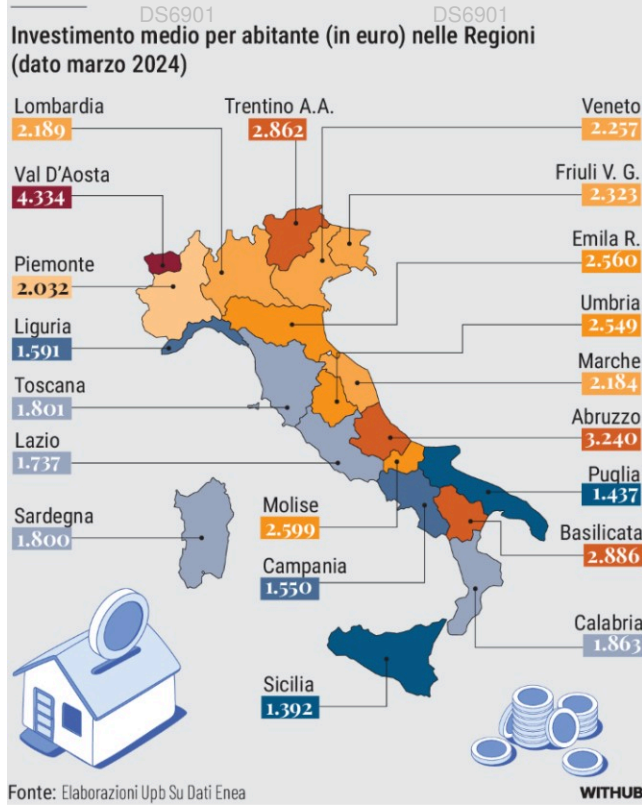 DS6901 DS6901
Investimento medio per abitante (in euro) nelle Regioni
(dato marzo 2024)
Lombardia
2.189
Trentino A.A.
2.862
Veneto
2.257
Val D'Aosta
4.334
Friuli V. G.
2.323
Emila R.
2.560
Piemonte
2.032
Umbria
2.549
Liguria
1.591
Marche
2.184
Toscana
1.801
Abruzzo
3.240
Lazio
1.737
Puglia
1.437
Sardegna
1.800
Molise
2.599
Basilicata
2.886
Campania
1.550
Calabria
1.863
Sicilia
1.392
Fonte: Elaborazioni Upb Su Dati Enea
WITHUB